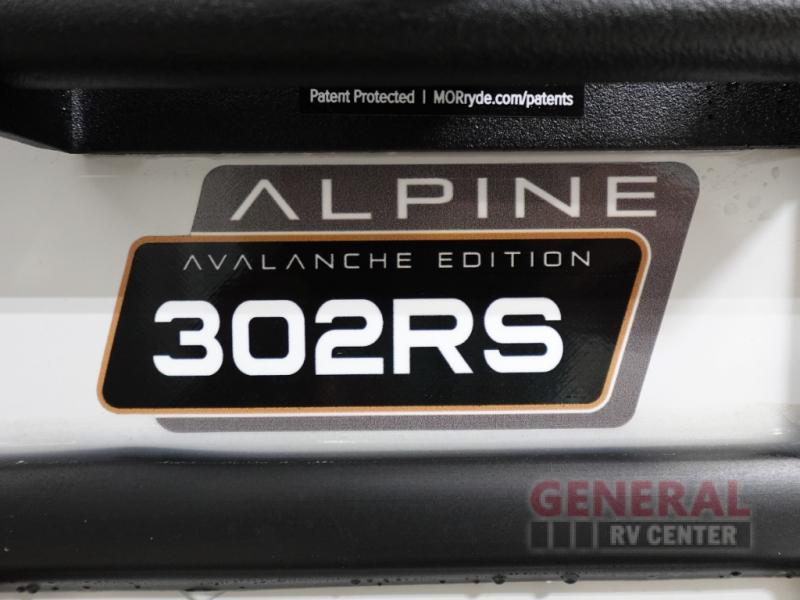 Patent Protected | MORryde.com/patents
ALPINE
AVALANCHE EDITION
302RS
GENERAL
RV CENTER